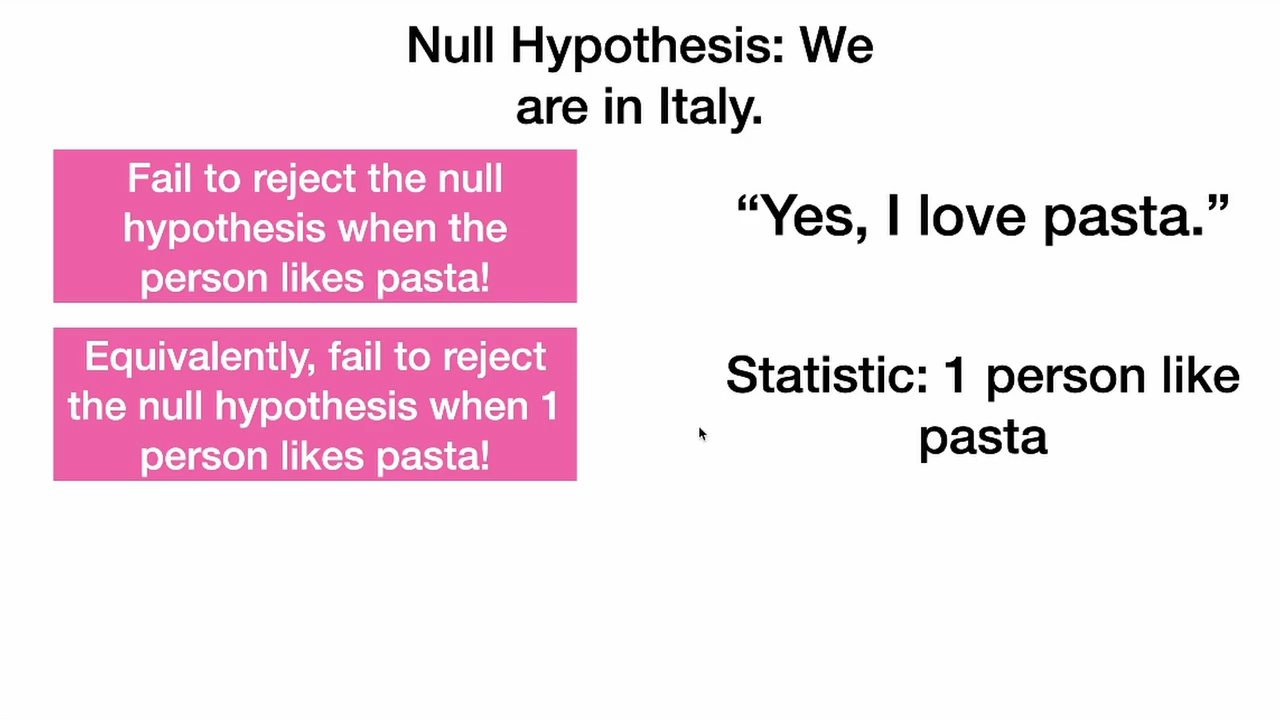 Null Hypothesis: We
are in Italy.
Fail to reject the null
hypothesis when the
person likes pasta!
“Yes, I love pasta.”
Equivalently, fail to reject
the null hypothesis when 1
person likes pasta!
Statistic: 1 person like
pasta